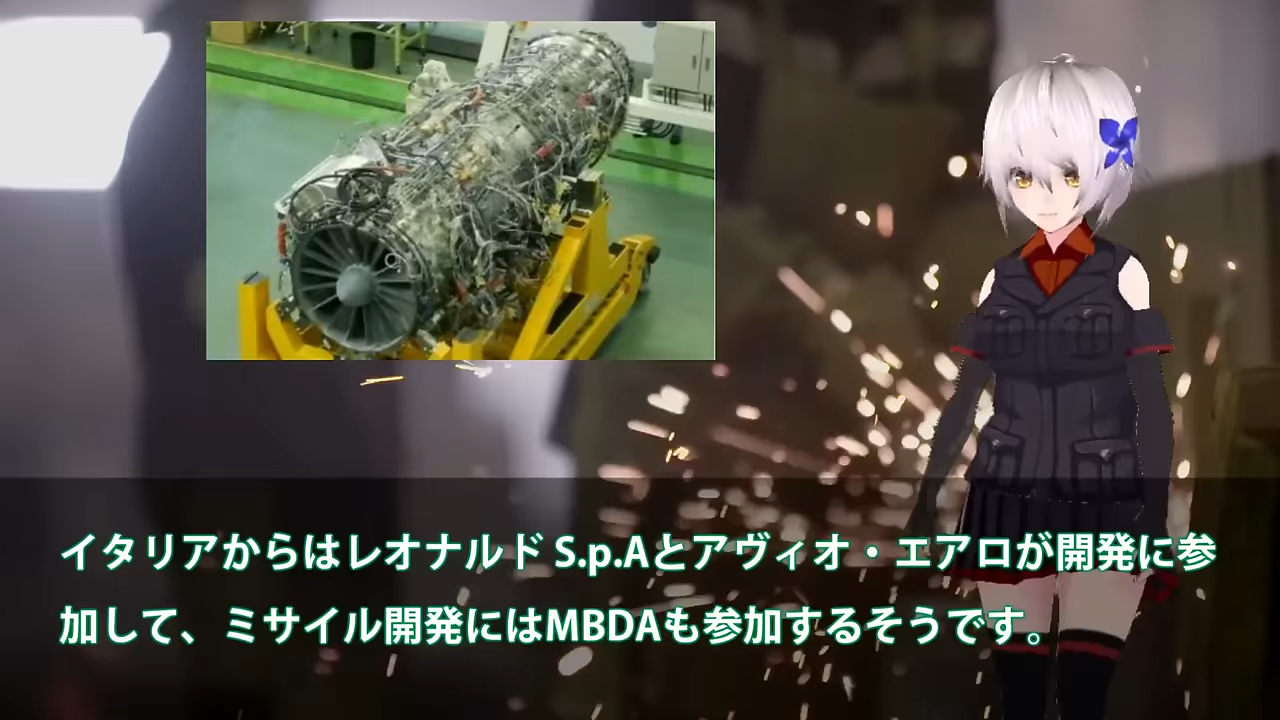 イタリアからはレオナルド S.p.Aとアヴィオ・エアロが開発に参
加して、ミサイル開発にはMBDAも参加するそうです。